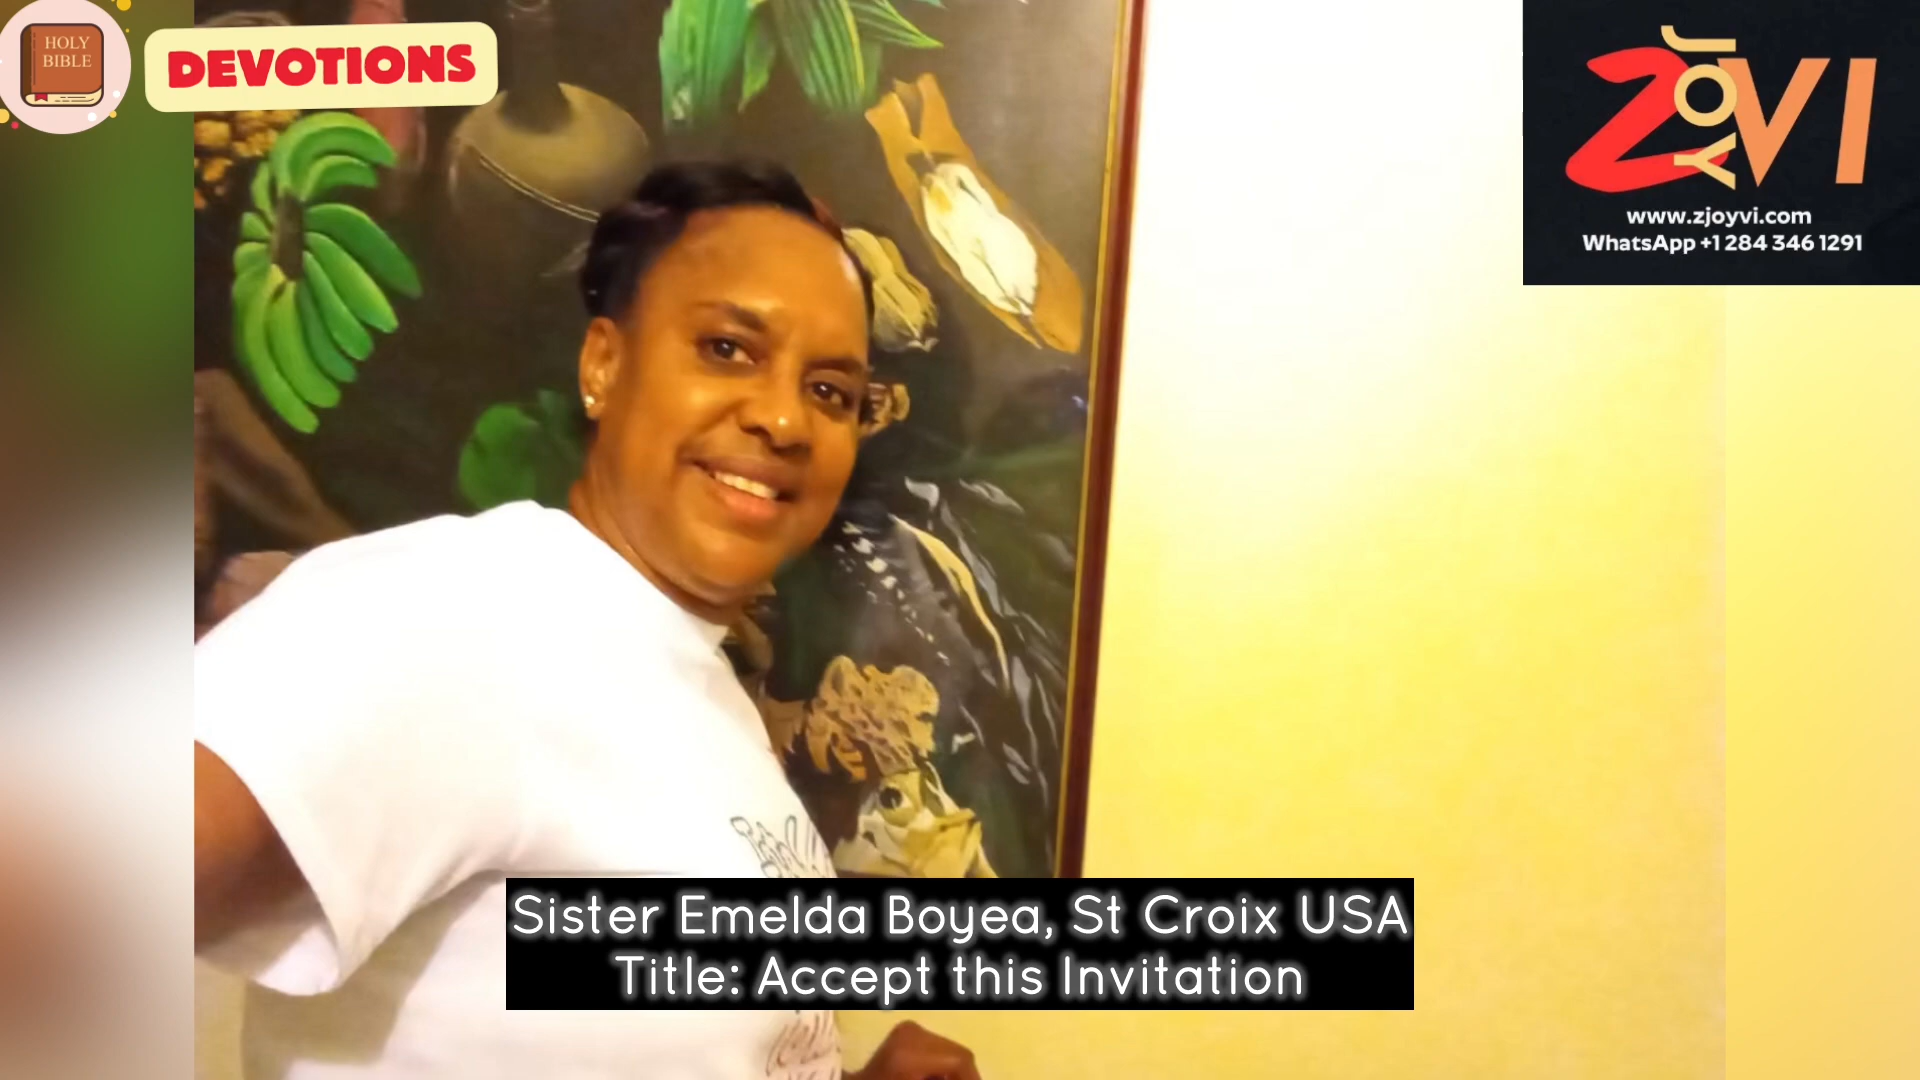 HOLY
BIBLE
DEVOTIONS
ZJOYVI
www.zjoyvi.com
WhatsApp +1 284 346 1291
Sister Emelda Boyea, St Croix USA
Title: Accept this Invitation